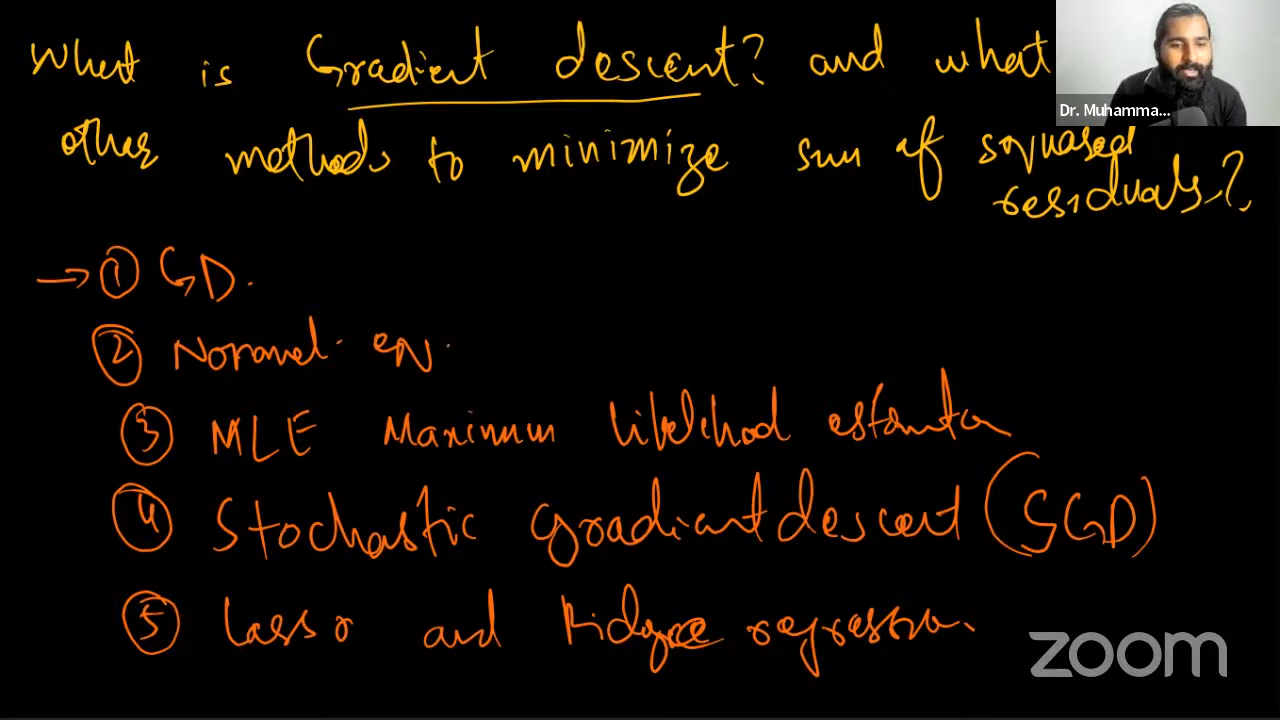 What is Gradient descent? and what
Dr. Muhamma...
other methods to minimize sum of squared
residuals?
→ ① GD.
② Normal. eq.
③ MLE Maximum likelihood estimation
④ Stochastic gradiant descent (SGD)
⑤ Lasso and Ridge regression.
zoom